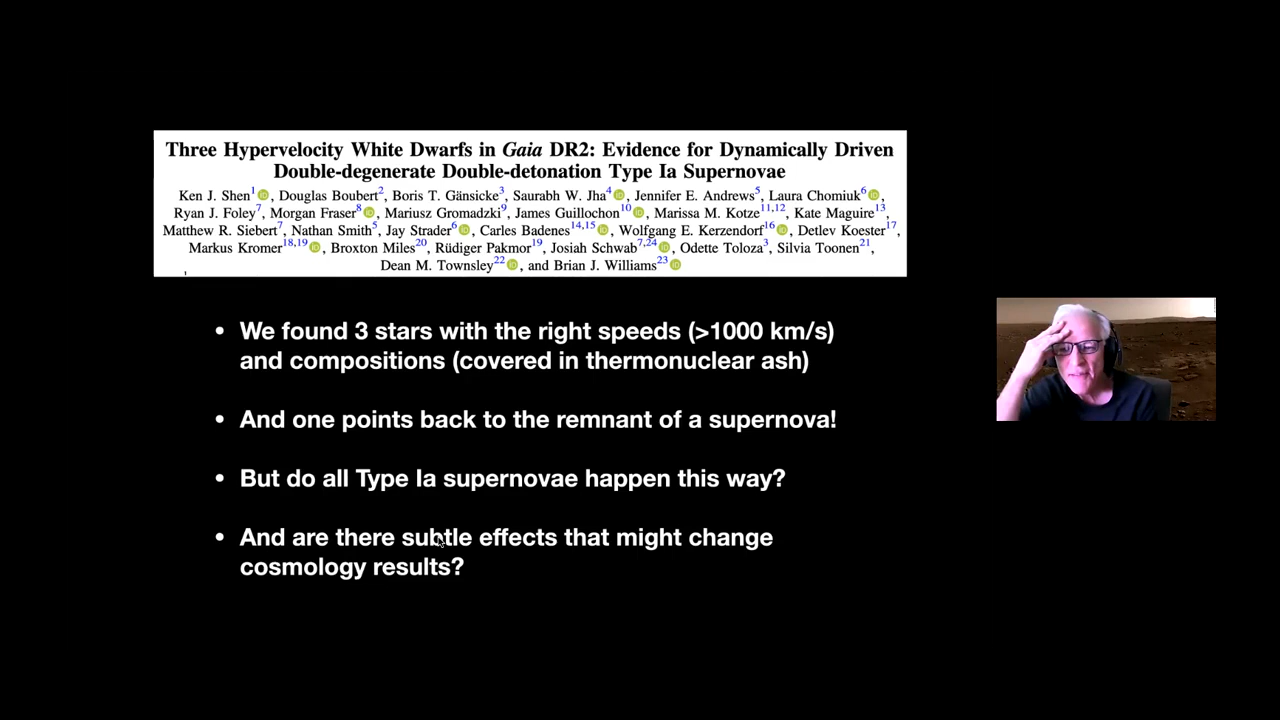 Three Hypervelocity White Dwarfs in Gaia DR2: Evidence for Dynamically Driven
Double-degenerate Double-detonation Type Ia Supernovae
Ken J. Shen1, Douglas Boubert2, Boris T. Gänsicke3, Saurabh W. Jha4, Jennifer E. Andrews5, Laura Chomiuk6,
Ryan J. Foley7, Morgan Fraser8, Mariusz Gromadzki9, James Guillochon10, Marissa M. Kotze11,12, Kate Maguire13,
Matthew R. Siebert7, Nathan Smith5, Jay Strader6, Carles Badenes14,15, Wolfgang E. Kerzendorf16, Detlev Koester17,
Markus Kromer18,19, Broxton Miles20, Rüdiger Pakmor19, Josiah Schwab7,24, Odette Toloza3, Silvia Toonen21,
Dean M. Townsley22, and Brian J. Williams23
• We found 3 stars with the right speeds (>1000 km/s)
and compositions (covered in thermonuclear ash)
• And one points back to the remnant of a supernova!
• But do all Type Ia supernovae happen this way?
• And are there subtle effects that might change
cosmology results?